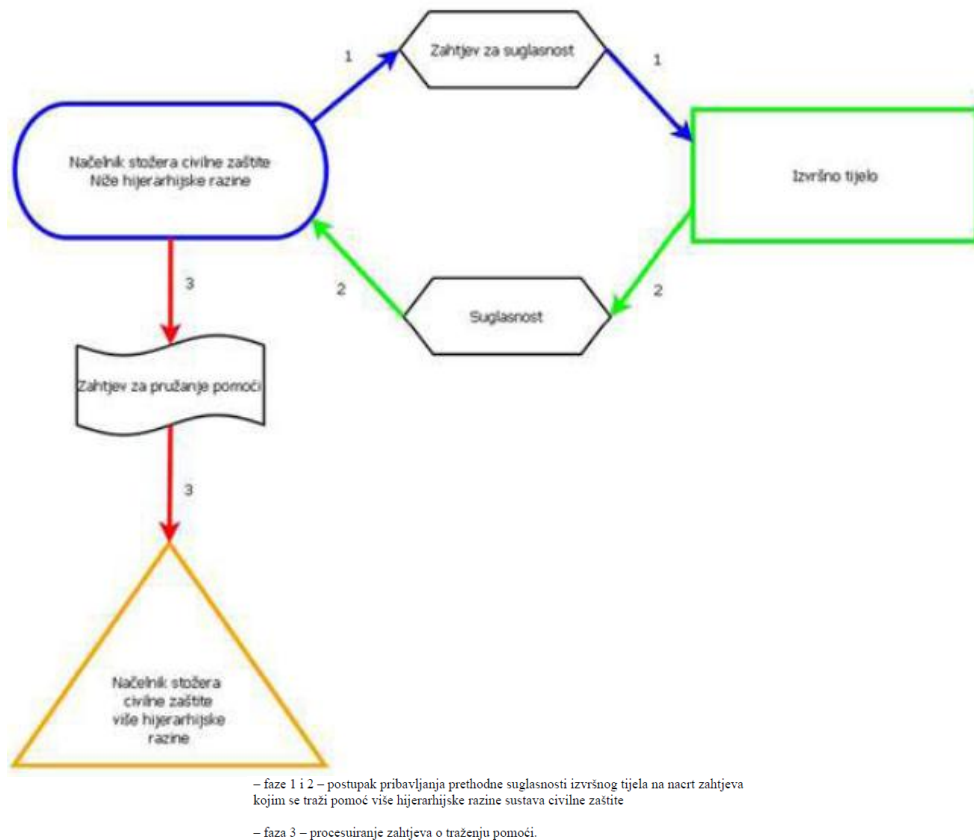 Zahtjev za suglasnost
1
1
Načelnik stožera civilne zaštite
Niže hijerarhijske razine
Izvršno tijelo
3
2
2
Suglasnost
Zahtjev za pružanje pomoći
3
Načelnik stožera
civilne zaštite
više hijerarhijske
razine
– faze 1 i 2 – postupak pribavljanja prethodne suglasnosti izvršnog tijela na nacrt zahtjeva
kojim se traži pomoć više hijerarhijske razine sustava civilne zaštite
– faza 3 – procesuiranje zahtjeva o traženju pomoći.